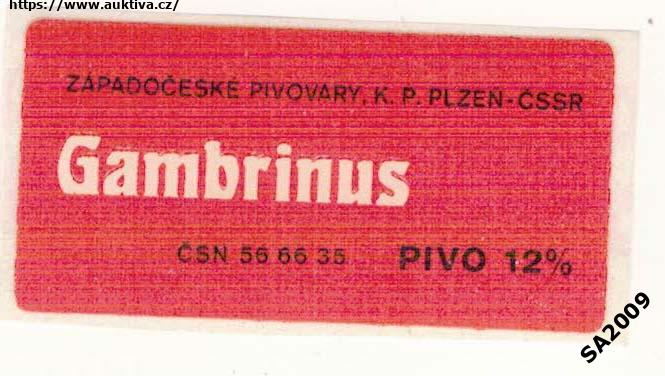 https://www.auktiva.cz/
ZÁPADOČESKÉ PIVOVARY, K. P. PLZEŇ-ČSSR
Gambrinus
ČSN 56 66 35 PIVO 12%
SA2009